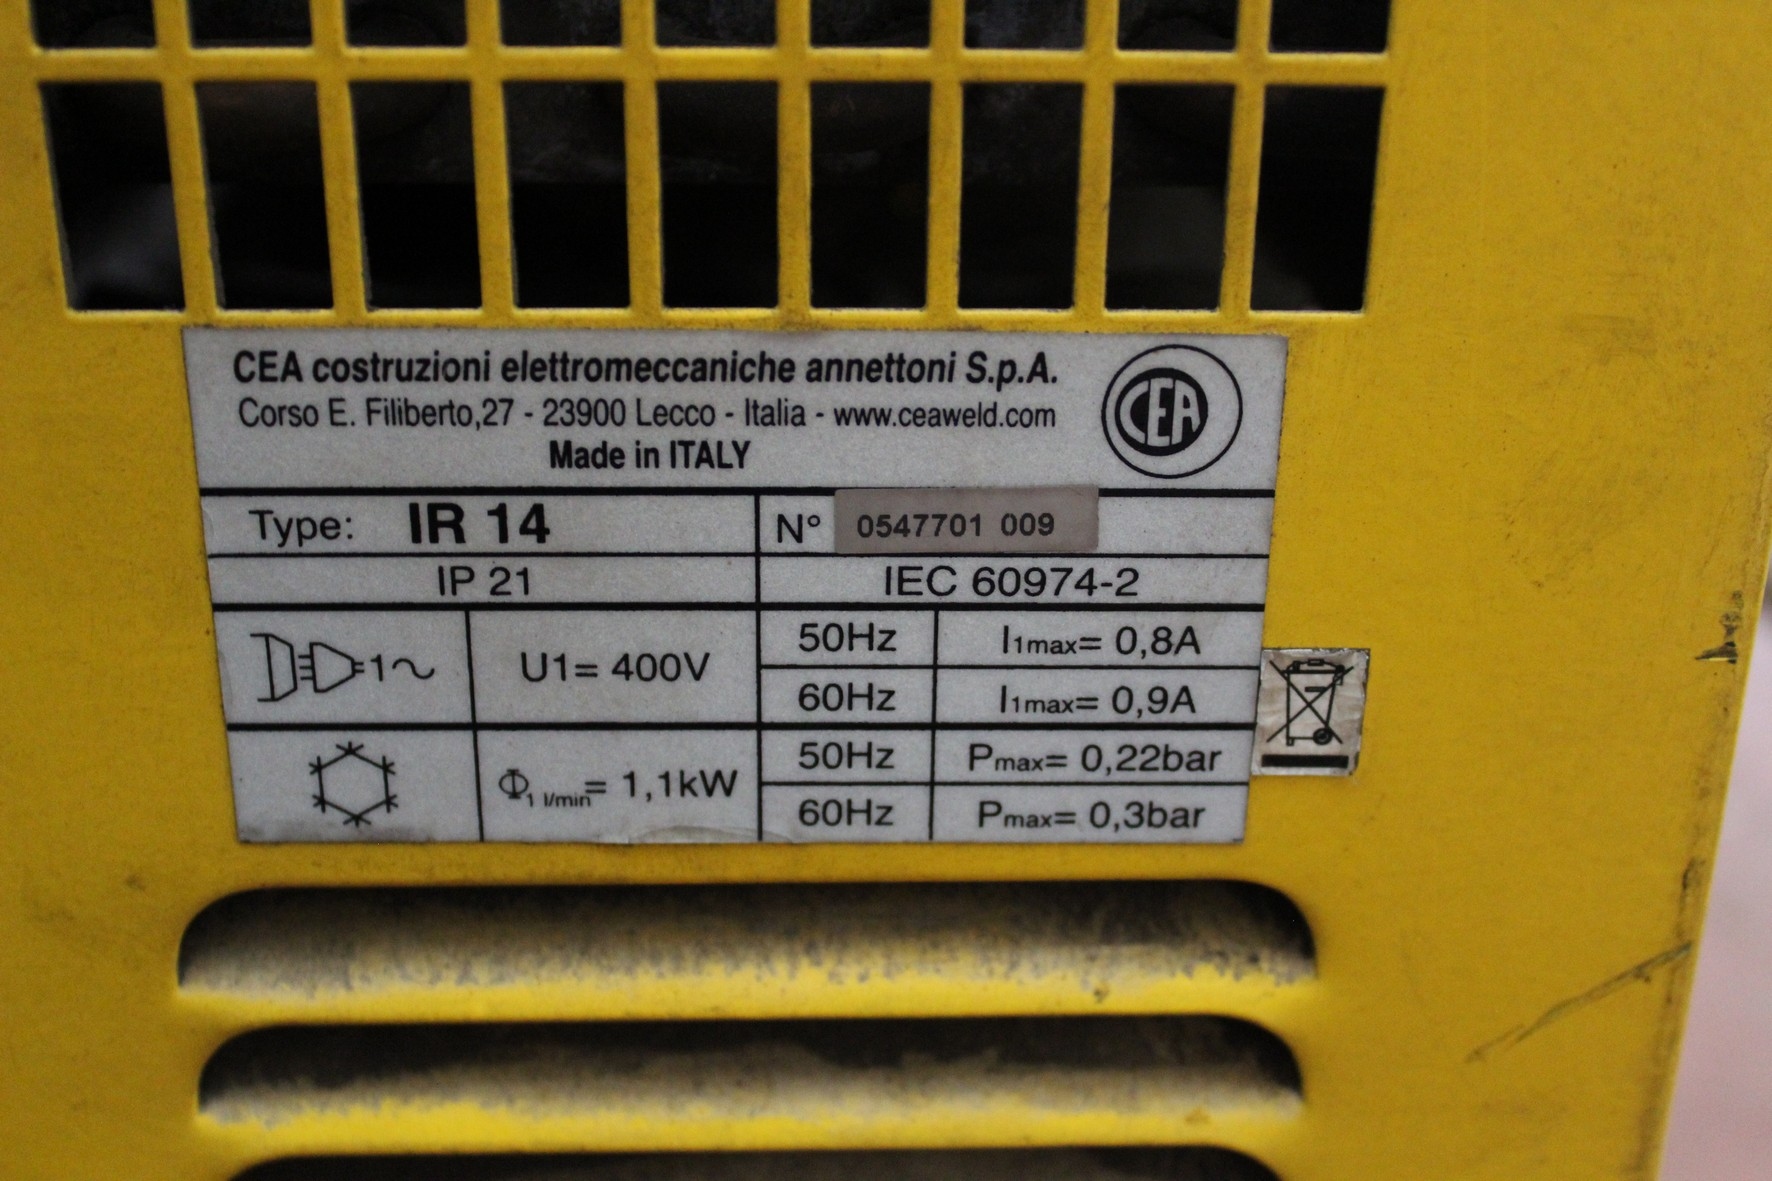 CEA costruzioni elettromeccaniche annettoni S.p.A.
Corso E. Filiberto,27 - 23900 Lecco - Italia - www.ceaweld.com
Made in ITALY
CEA
Type: IR 14
N° 0547701 009
IP 21
IEC 60974-2
1~
U1= 400V
50Hz
I1max= 0,8A
60Hz
I1max= 0,9A
Φ1 l/min= 1,1kW
50Hz
Pmax= 0,22bar
60Hz
Pmax= 0,3bar